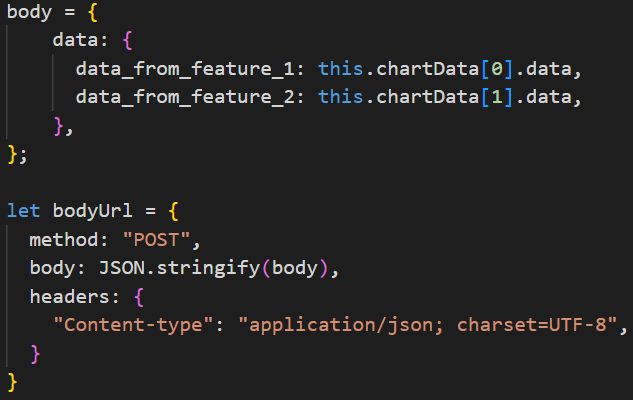 body = {
data: {
data_from_feature_1: this.chartData[0].data,
data_from_feature_2: this.chartData[1].data,
},
};
let bodyUrl = {
method: "POST",
body: JSON.stringify(body),
headers: {
"Content-type": "application/json; charset=UTF-8",
}
}